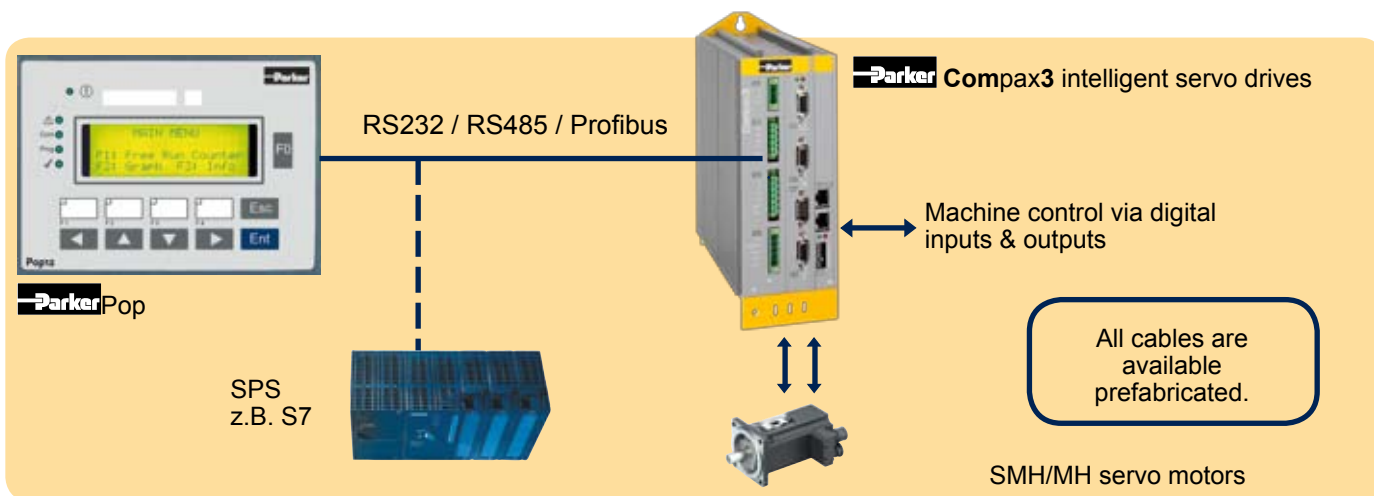 Parker
MAIN MENU
F1: Free Run Counter
F2: Graph F3: Info
F0
Esc
Ent
Parker Pop
RS232 / RS485 / Profibus
SPS
z.B. S7
Parker
Parker Compax3 intelligent servo drives
Machine control via digital
inputs & outputs
All cables are
available
prefabricated.
SMH/MH servo motors